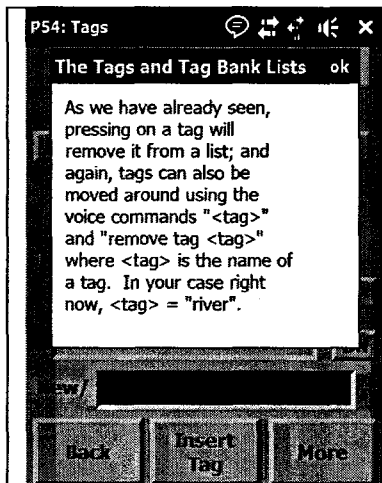 P54: Tags
The Tags and Tag Bank Lists ok
As we have already seen,
pressing on a tag will
remove it from a list; and
again, tags can also be
moved around using the
voice commands "<tag>"
and "remove tag <tag>"
where <tag> is the name of
a tag. In your case right
now, <tag> = "river".
Back Insert Tag More